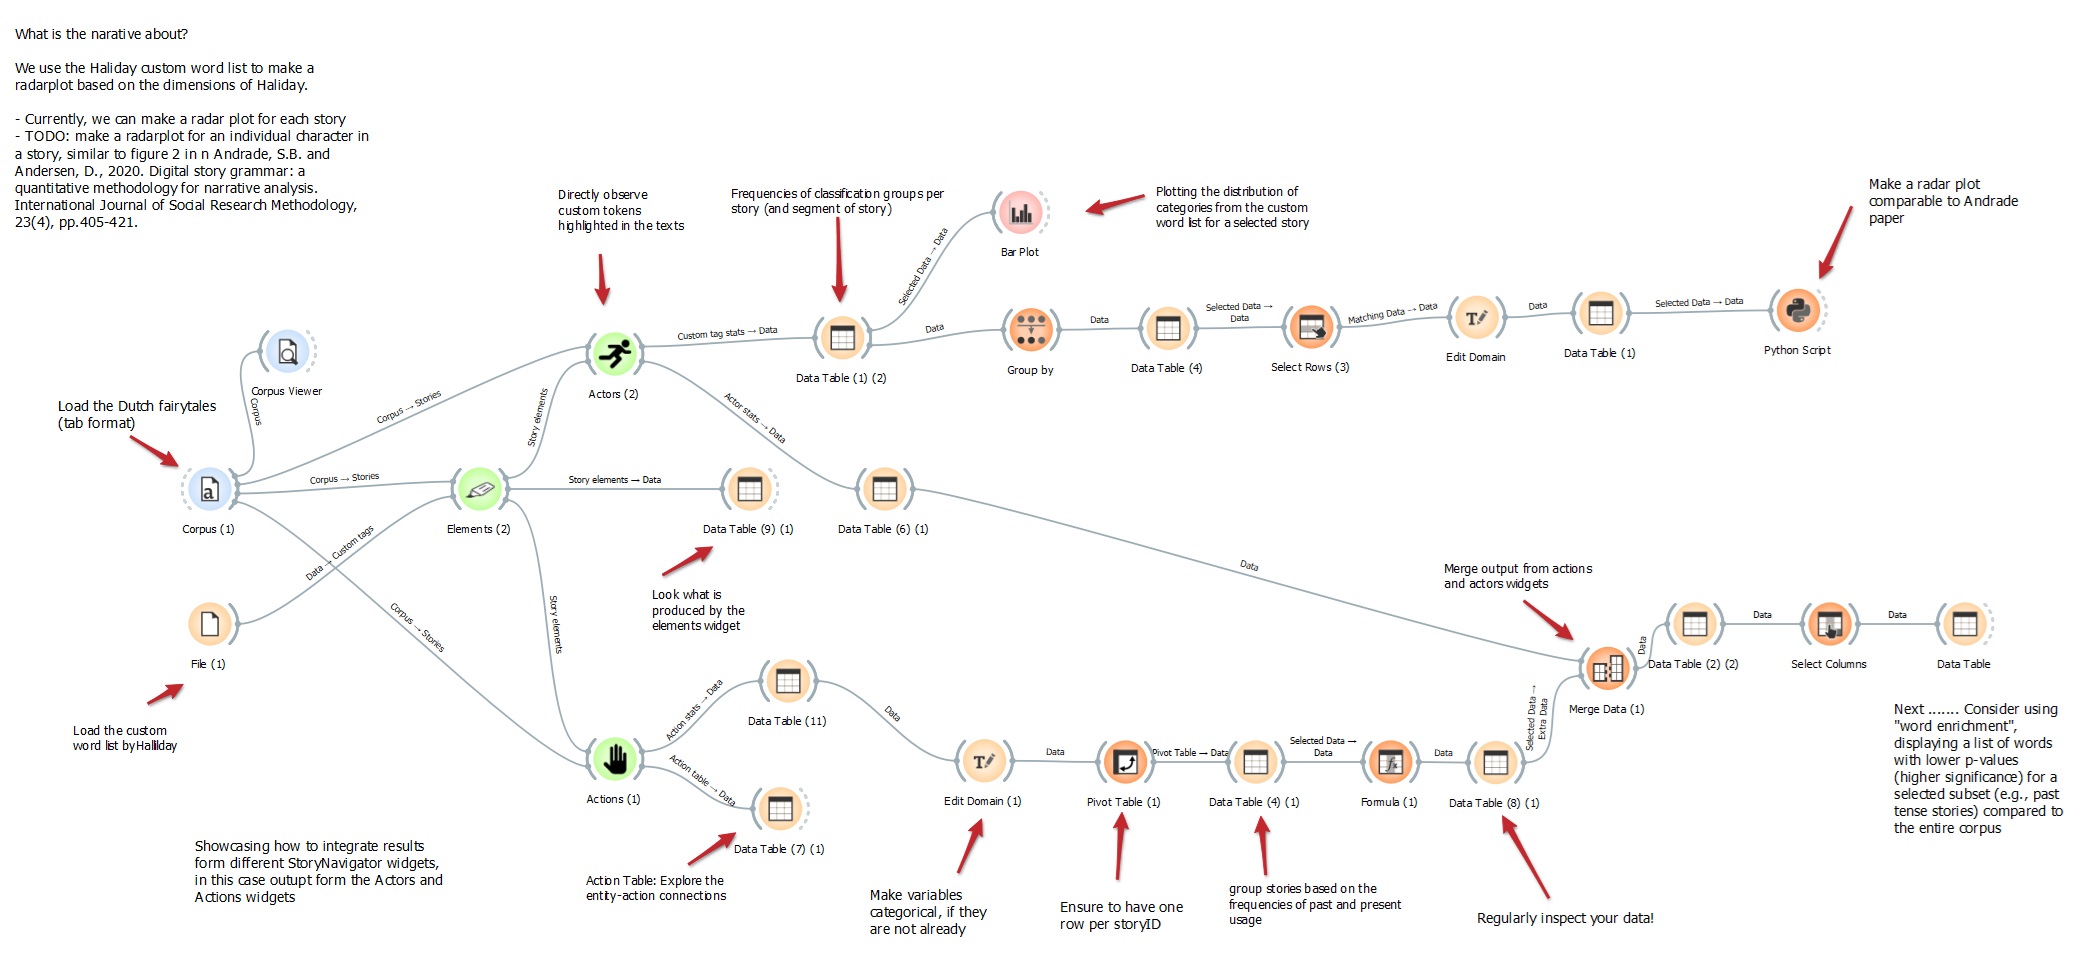 What is the narative about?
We use the Haliday custom word list to make a
radarplot based on the dimensions of Haliday.
- Currently, we can make a radar plot for each story
- TODO: make a radarplot for an individual character in
a story, similar to figure 2 in n Andrade, S.B. and
Andersen, D., 2020. Digital story grammar: a
quantitative methodology for narrative analysis.
International Journal of Social Research Methodology,
23(4), pp.405-421.
Directly observe
custom tokens
highlighted in the texts
Frequencies of classification groups per
story (and segment of story)
Plotting the distribution of
categories from the custom
word list for a selected story
Make a radar plot
comparable to Andrade
paper
Bar Plot
Selected Data → Data
Custom tag stats → Data
Data
Data
Selected Data →
Data
Matching Data → Data
Data
Selected Data → Data
Corpus Viewer
Actors (2)
Data Table (1) (2)
Group by
Data Table (4)
Select Rows (3)
Edit Domain
Data Table (1)
Python Script
Load the Dutch fairytales
(tab format)
Corpus
Corpus → Stories
Story elements
Actor stats → Data
Corpus → Stories
Story elements → Data
Corpus (1)
Elements (2)
Data Table (9) (1)
Data Table (6) (1)
Data → Custom tags
Data
Look what is
produced by the
elements widget
Merge output from actions
and actors widgets
File (1)
Corpus → Stories
Story elements
Load the custom
word list byHalliday
Data
Data
Data
Data Table (2) (2)
Select Columns
Data Table
Merge Data (1)
Selected Data →
Extra Data
Action stats → Data
Data Table (11)
Data
Action table → Data
Actions (1)
Data Table (7) (1)
Data
Pivot Table → Data
Selected Data →
Data
Data
Edit Domain (1)
Pivot Table (1)
Data Table (4) (1)
Formula (1)
Data Table (8) (1)
Next ....... Consider using
"word enrichment",
displaying a list of words
with lower p-values
(higher significance) for a
selected subset (e.g., past
tense stories) compared to
the entire corpus
Showcasing how to integrate results
form different StoryNavigator widgets,
in this case outupt form the Actors and
Actions widgets
Action Table: Explore the
entity-action connections
Make variables
categorical, if they
are not already
Ensure to have one
row per storyID
group stories based on the
frequencies of past and present
usage
Regularly inspect your data!